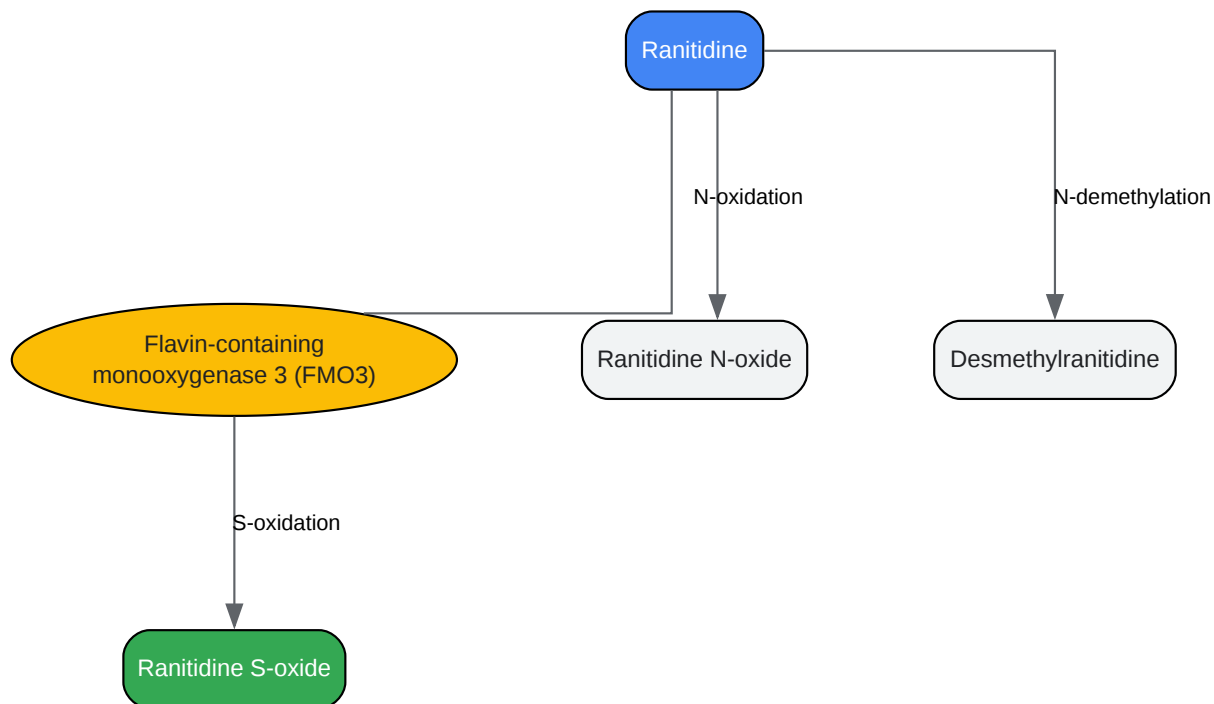 Ranitidine
N-oxidation
N-demethylation
Flavin-containing
monooxygenase 3 (FMO3)
Ranitidine N-oxide
Desmethylranitidine
S-oxidation
Ranitidine S-oxide